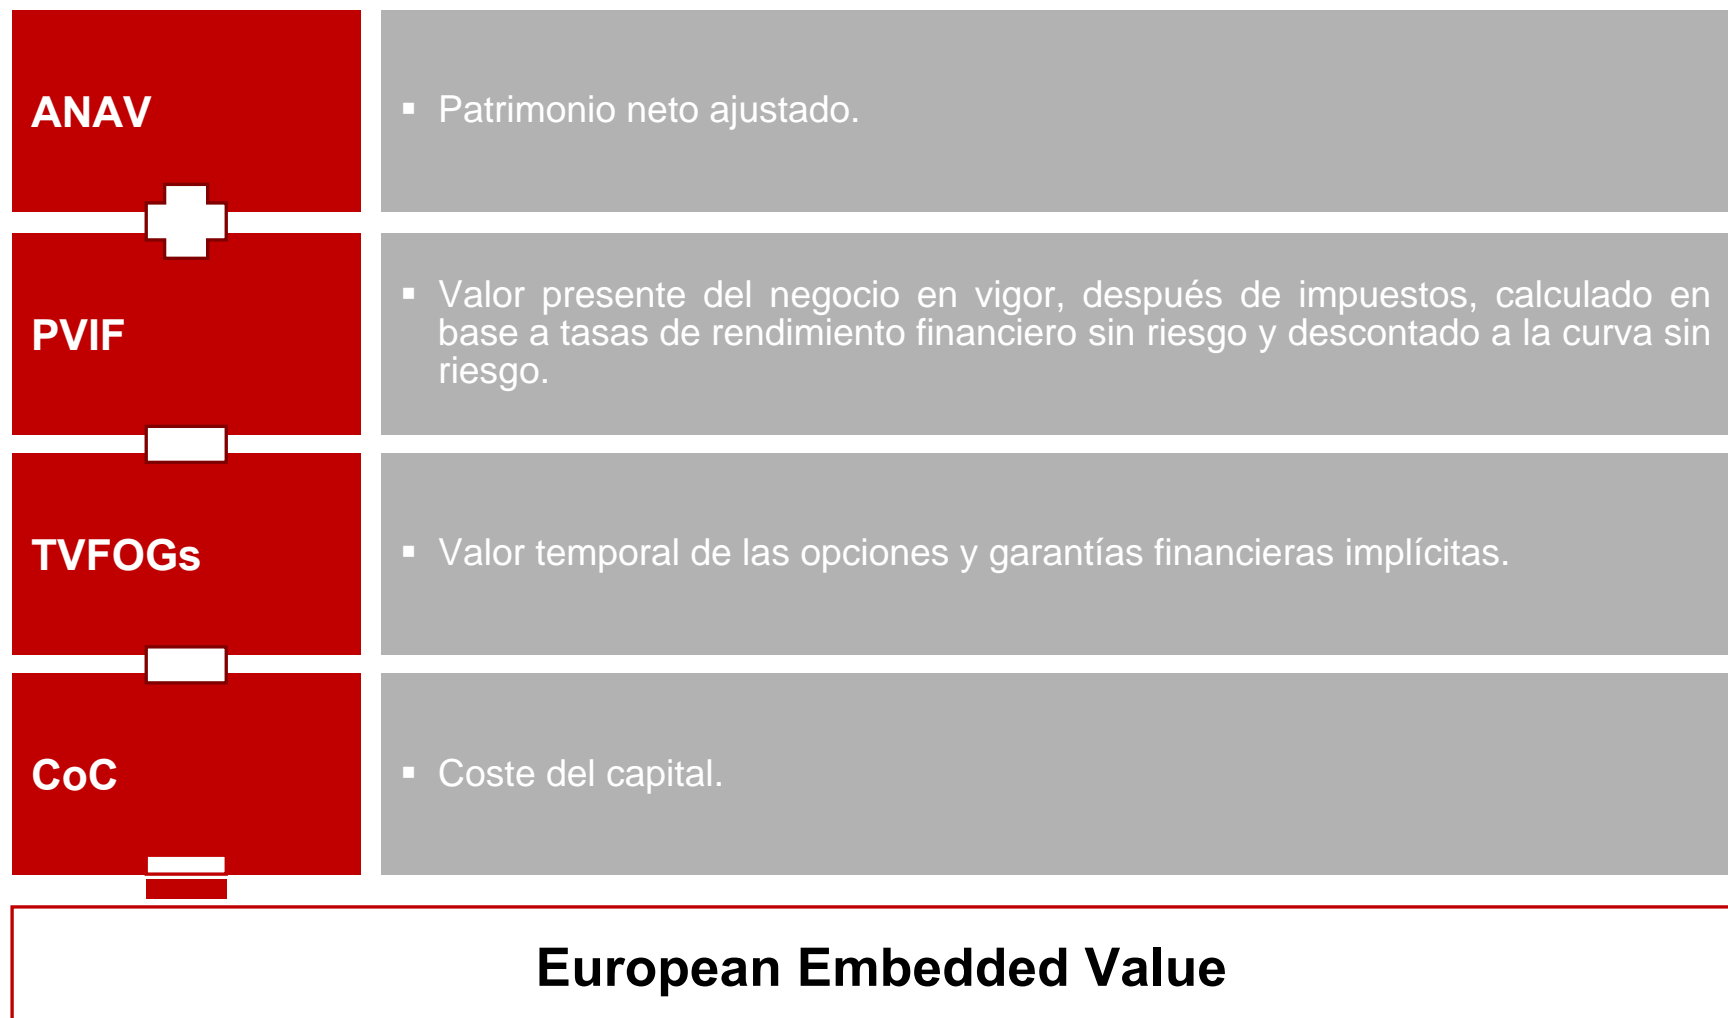 ANAV
▪ Patrimonio neto ajustado.
PVIF
▪ Valor presente del negocio en vigor, después de impuestos, calculado en
base a tasas de rendimiento financiero sin riesgo y descontado a la curva sin
riesgo.
TVFOGs
▪ Valor temporal de las opciones y garantías financieras implícitas.
CoC
▪ Coste del capital.
European Embedded Value